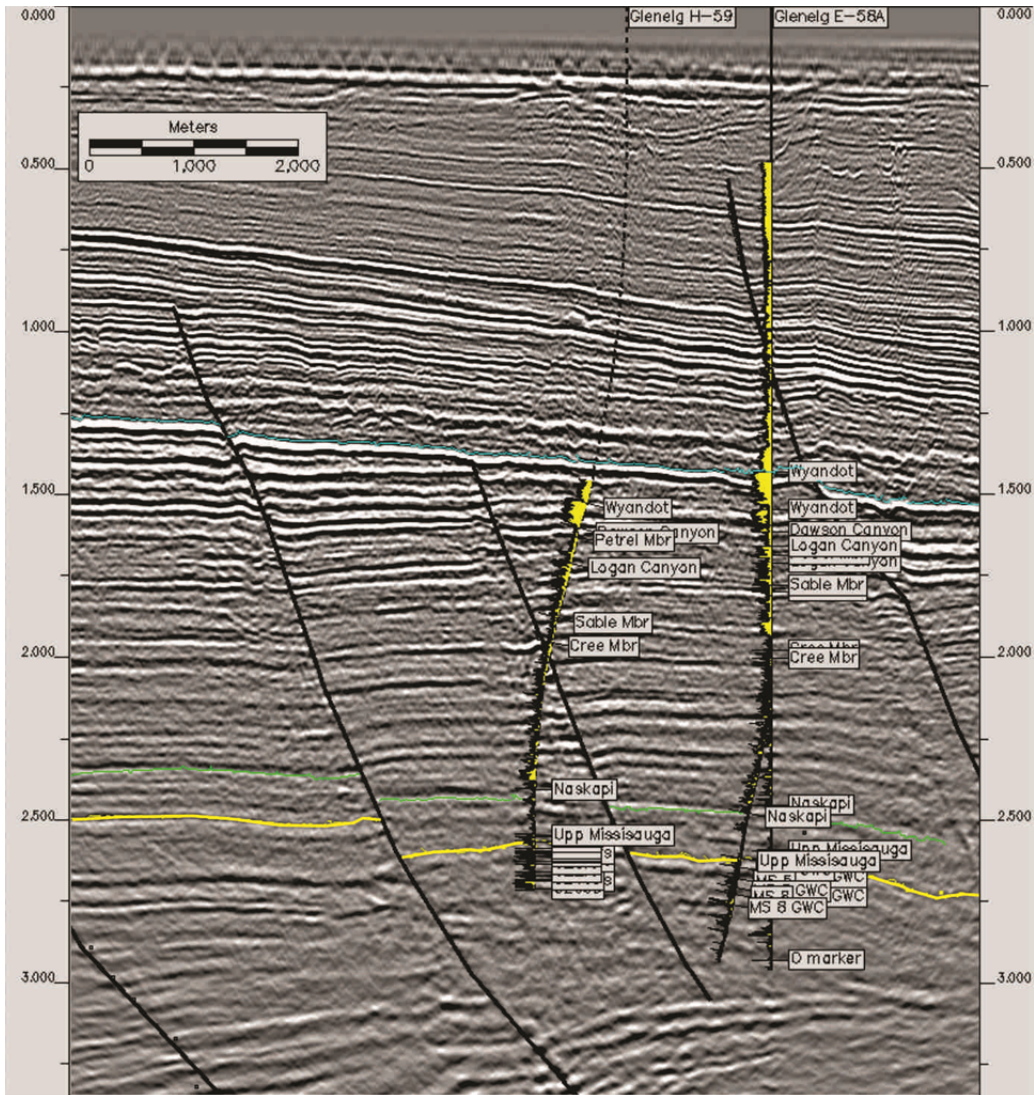 0.000
Glenelg H-59
Glenelg E-58A
0.000
Meters
0
1,000
2,000
0.500
0.500
1.000
1.000
1.500
1.500
Wyandot
Wyandot
Wyandot
Canyon
Petrel Mbr
Dawson Canyon
Logan Canyon
Logan Canyon
Sable Mbr
Sable Mbr
Cree Mbr
Cree Mbr
2.000
2.000
Naskapi
Naskapi
Naskapi
2.500
2.500
Upp Missisauga
Upp Missisauga
Upp Missisauga
GWC
GWC
GWC
MS 8 GWC
O marker
3.000
3.000